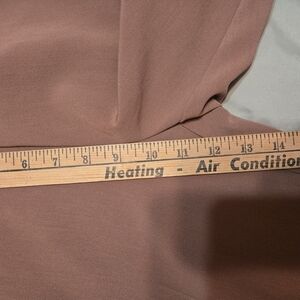 6 7 8 9 10 11 12 13 14
Heating - Air Condition